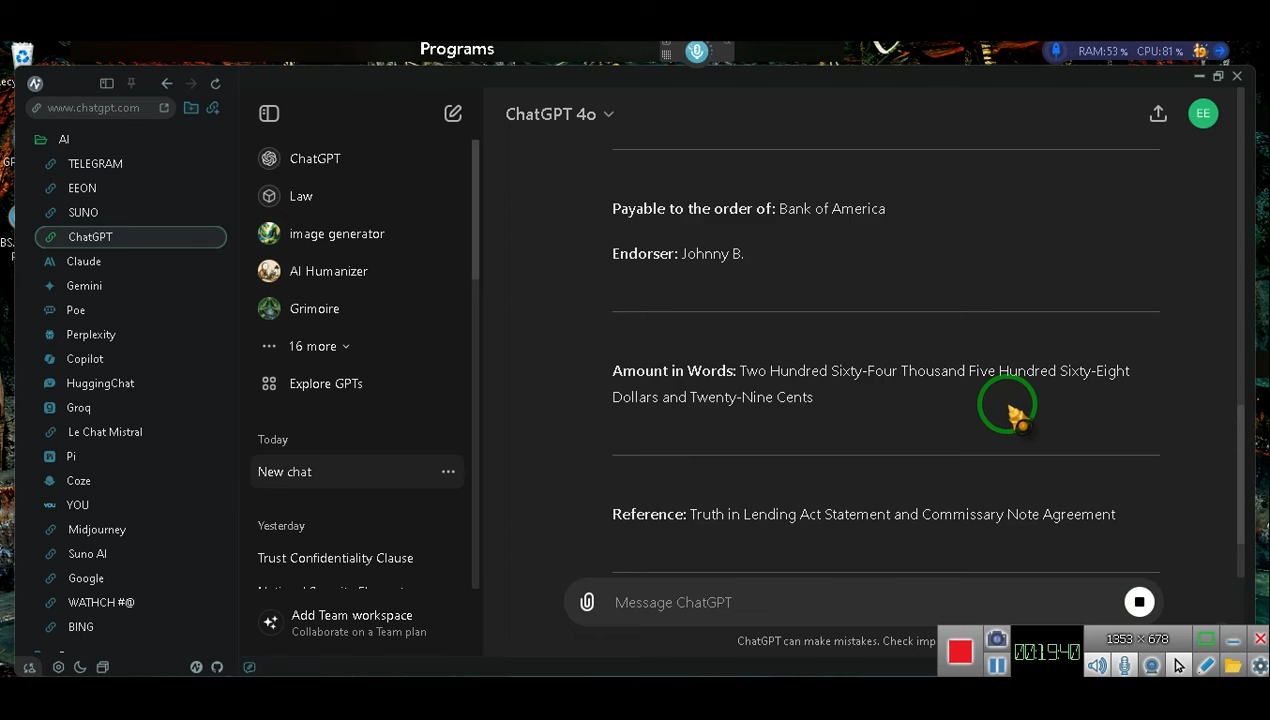 Programs
RAM:53 % CPU:81 %
www.chatgpt.com
AI
TELEGRAM
EEON
SUNO
ChatGPT
Claude
Gemini
Poe
Perplexity
Copilot
HuggingChat
Groq
Le Chat Mistral
Pi
Coze
YOU
YOU
Midjourney
Suno AI
Google
WATHCH #@
BING
ChatGPT
Law
image generator
AI Humanizer
Grimoire
16 more
Explore GPTs
Today
New chat
Yesterday
Trust Confidentiality Clause
Add Team workspace
Collaborate on a Team plan
ChatGPT 4o
EE
Payable to the order of: Bank of America
Endorser: Johnny B.
Amount in Words: Two Hundred Sixty-Four Thousand Five Hundred Sixty-Eight
Dollars and Twenty-Nine Cents
Reference: Truth in Lending Act Statement and Commissary Note Agreement
Message ChatGPT
ChatGPT can make mistakes. Check imp
00:19:40
1353 × 678